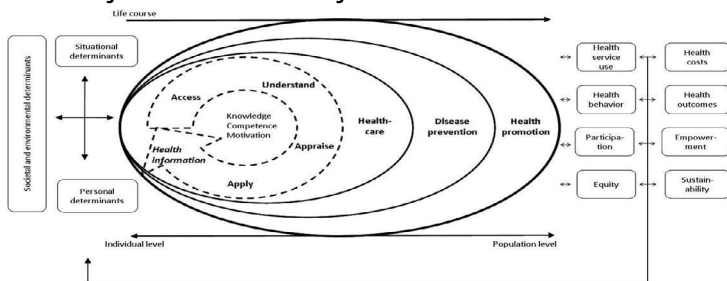 Life course
Societal and environmental determinants
Situational
determinants
Personal
determinants
Access
Understand
Knowledge
Competence
Motivation
Health
information
Appraise
Apply
Health-
care
Disease
prevention
Health
promotion
Health
service
use
Health
costs
Health
behavior
Health
outcomes
Participa-
tion
Empower-
ment
Equity
Sustain-
ability
Individual level
Population level